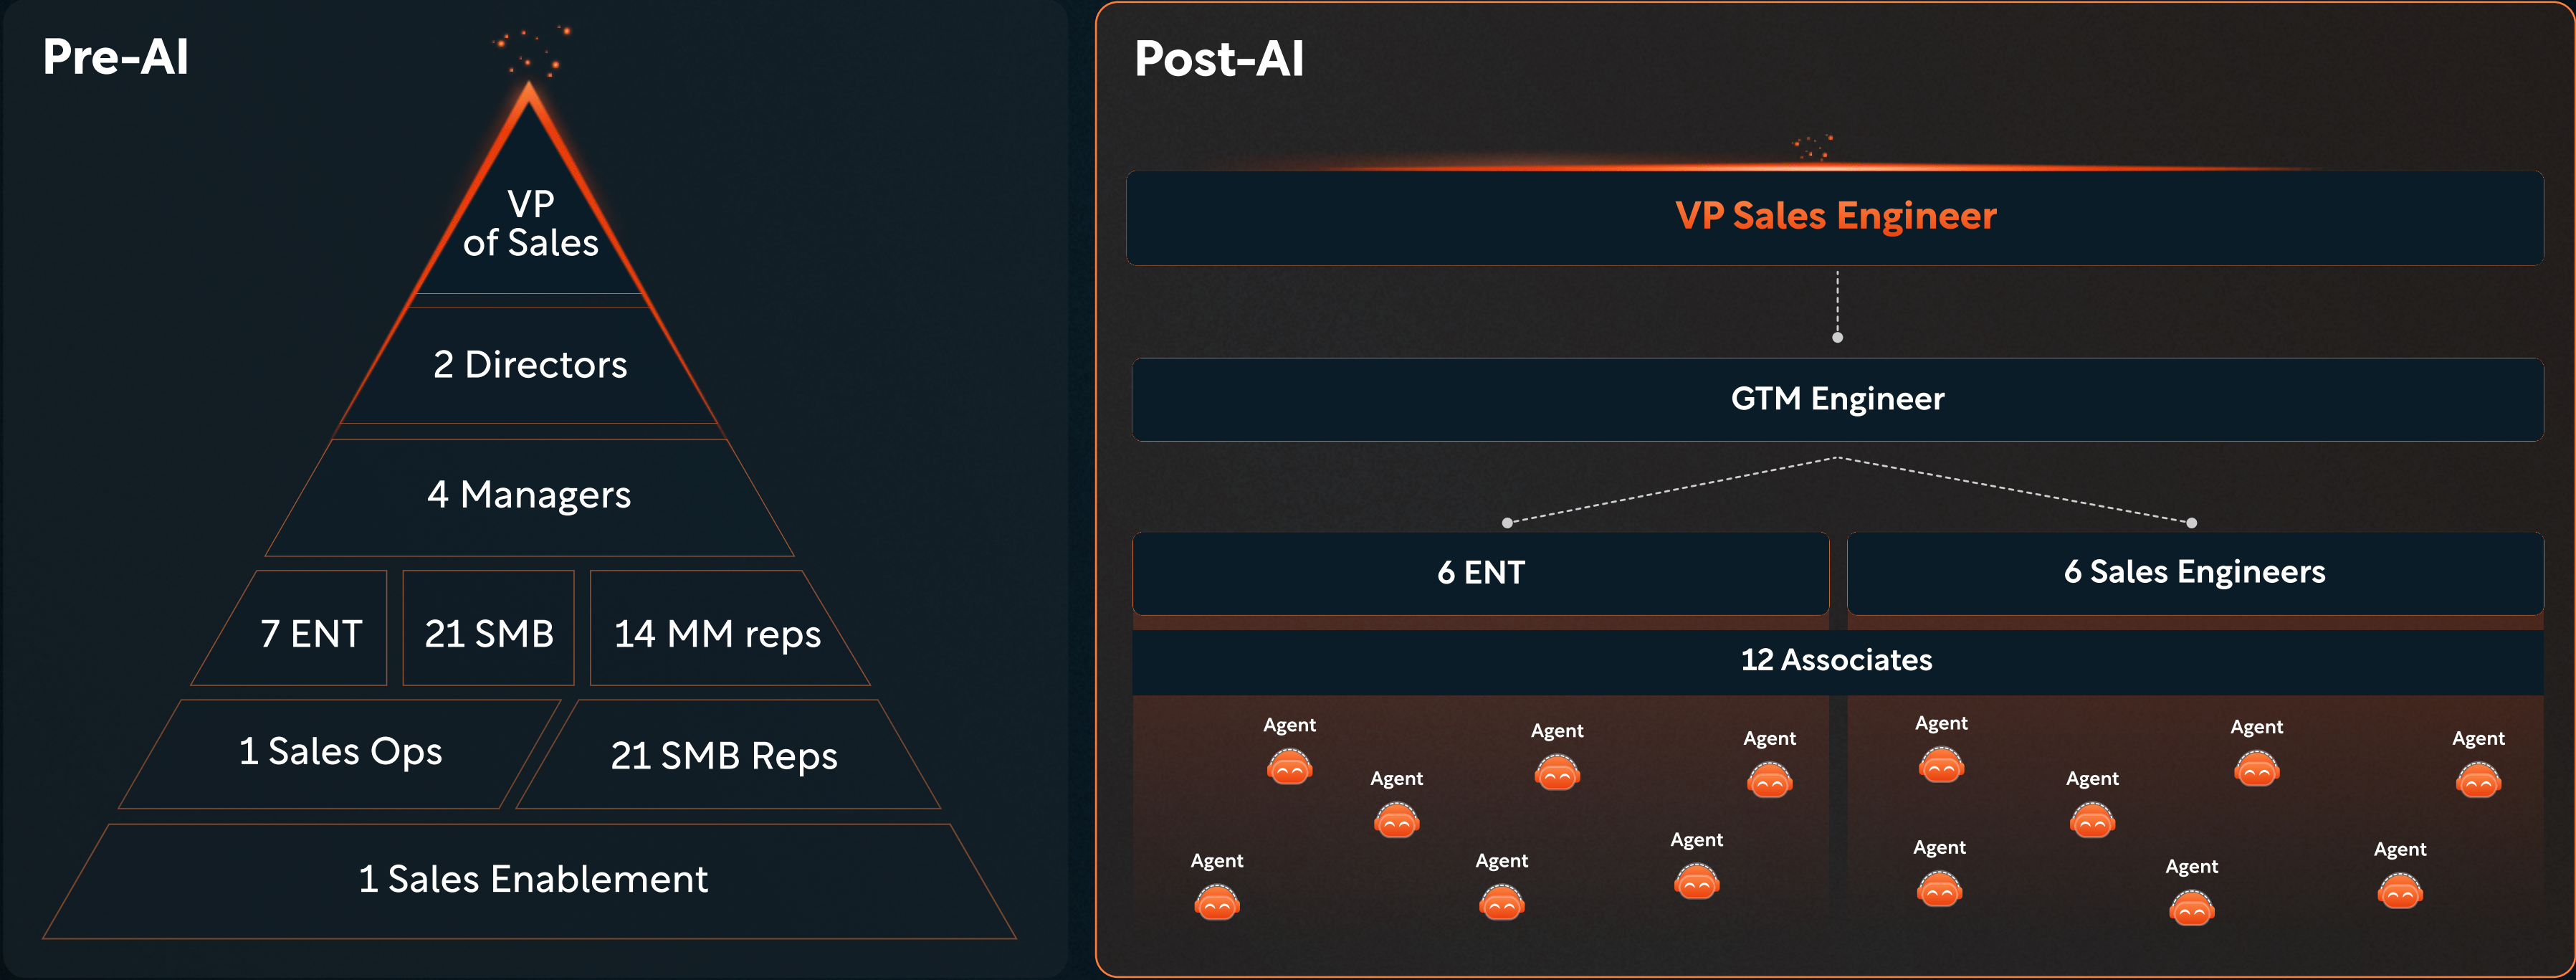 Pre-AI
VP
of Sales
2 Directors
4 Managers
7 ENT
21 SMB
14 MM reps
1 Sales Ops
21 SMB Reps
1 Sales Enablement
Post-AI
VP Sales Engineer
GTM Engineer
6 ENT
6 Sales Engineers
12 Associates
Agent
Agent
Agent
Agent
Agent
Agent
Agent
Agent
Agent
Agent
Agent
Agent
Agent
Agent